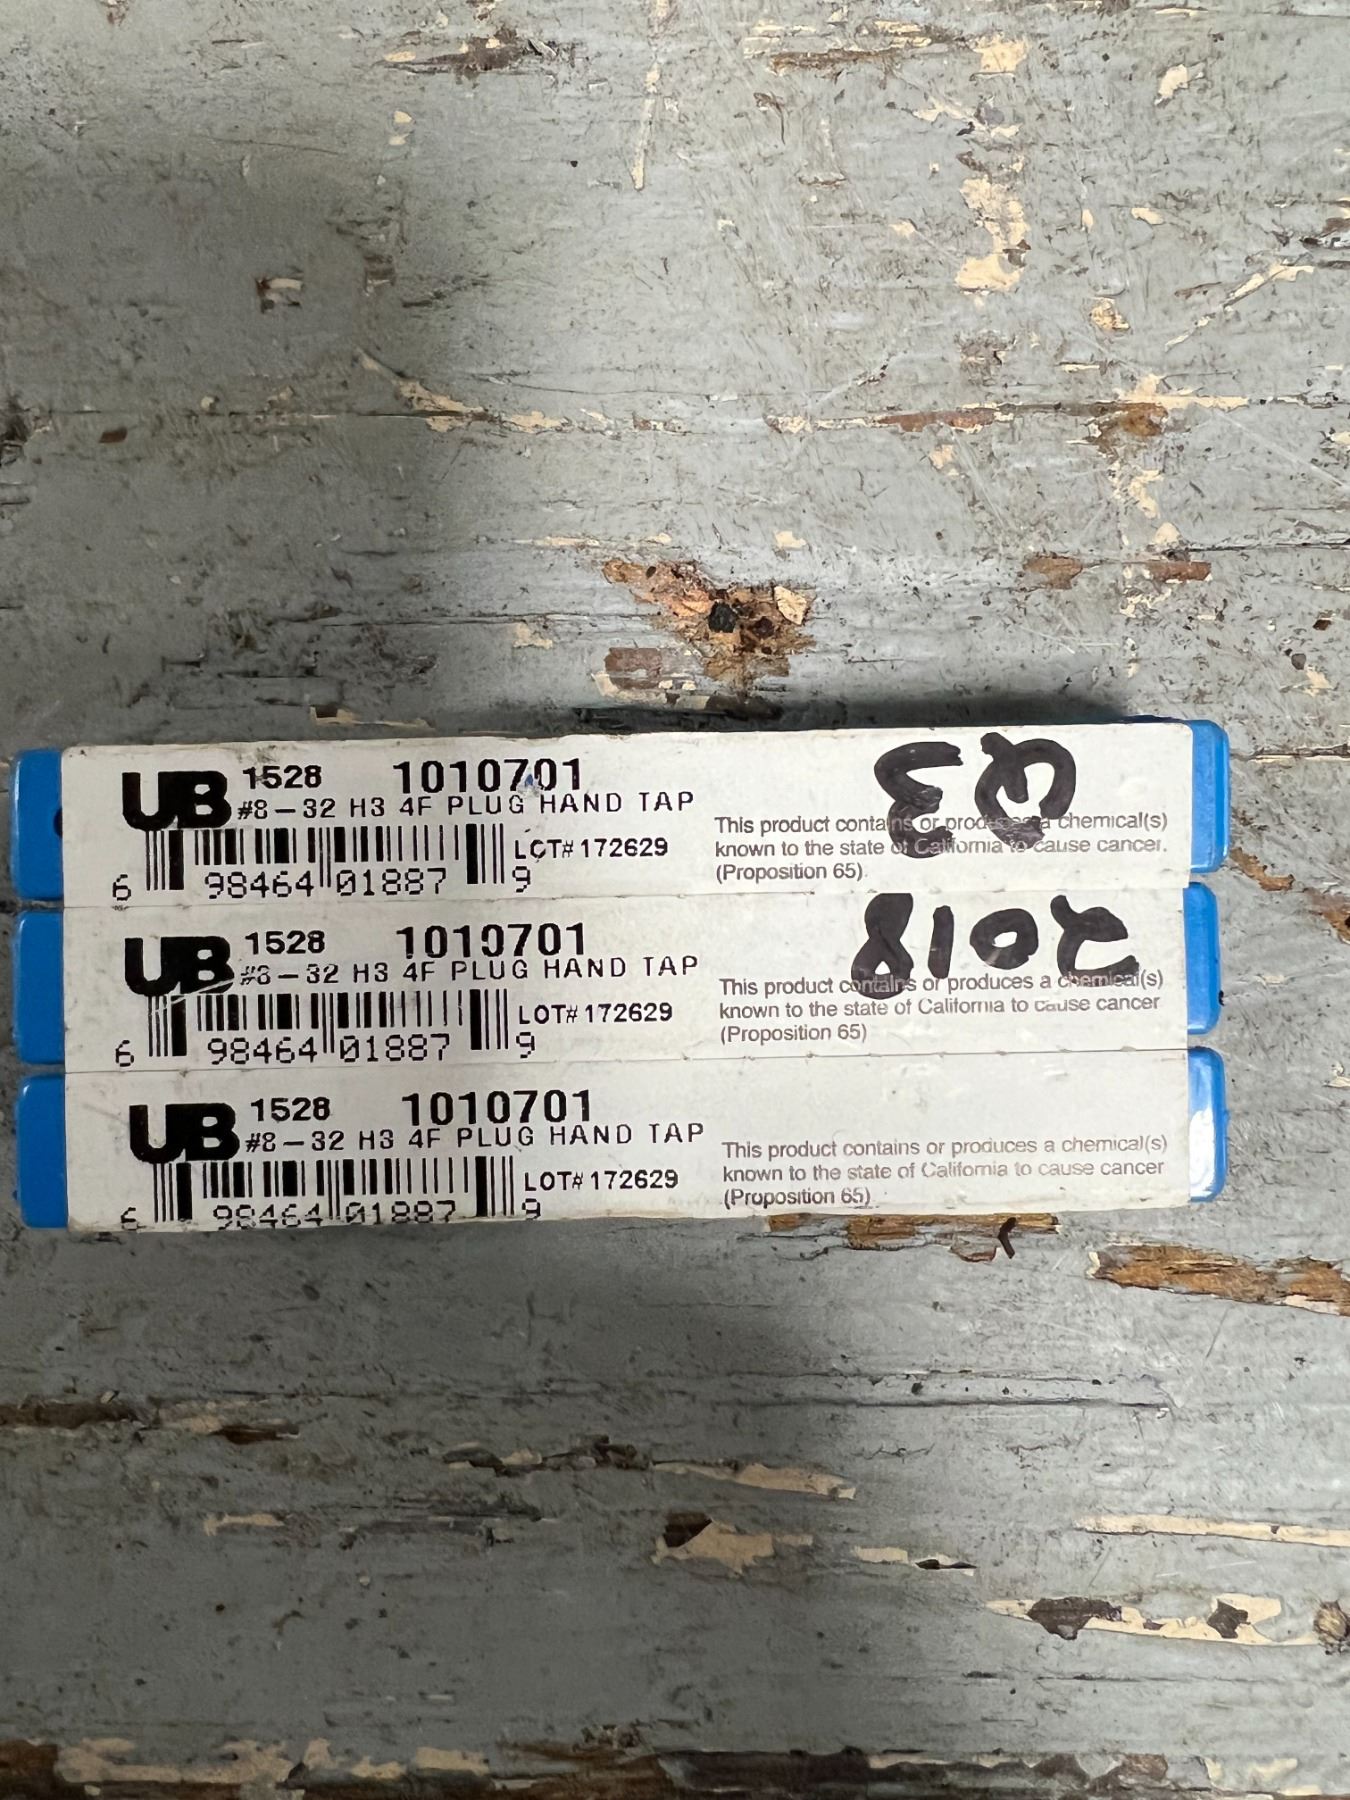 UB 1528 1010701
#8-32 H3 4F PLUG HAND TAP
LOT# 172629
6 98464 01887 9
This product contains or produces a chemical(s)
known to the state of California to cause cancer.
(Proposition 65).
Q3
UB 1528 1010701
#8-32 H3 4F PLUG HAND TAP
LOT# 172629
6 98464 01887 9
This product contains or produces a chemical(s)
known to the state of California to cause cancer
(Proposition 65)
2018
UB 1528 1010701
#8-32 H3 4F PLUG HAND TAP
LOT# 172629
6 98464 01887 9
This product contains or produces a chemical(s)
known to the state of California to cause cancer
(Proposition 65)